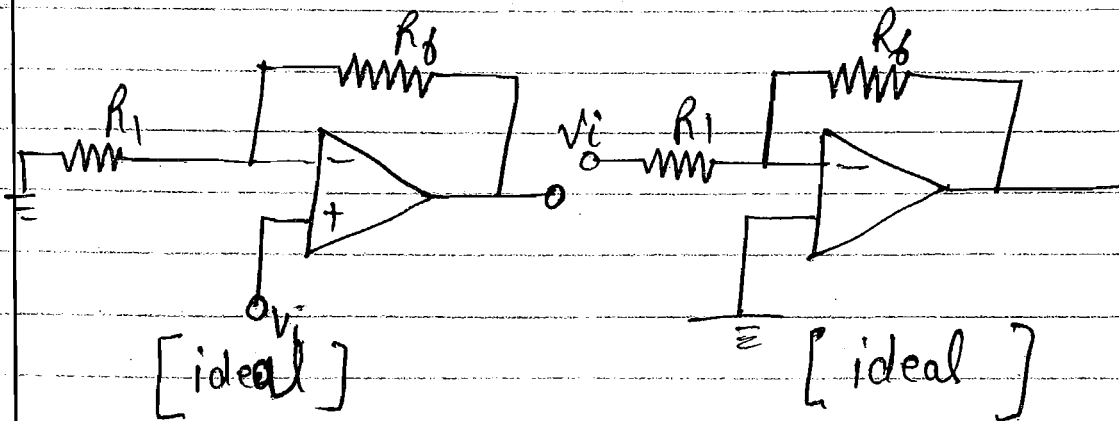 Rf Rf
R1 Vi R1
- -
+
Vi
[ideal] [ideal]